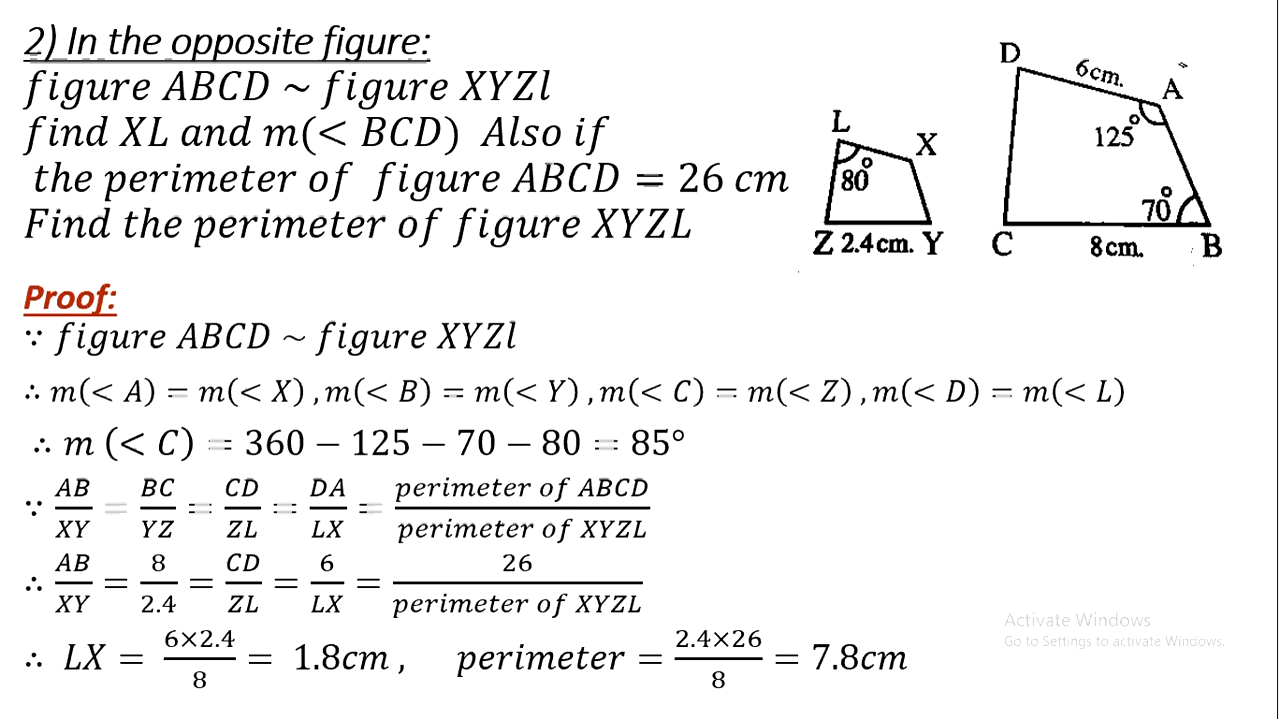 2) In the opposite figure:
figure ABCD ~ figure XYZl
find XL and m(< BCD) Also if
the perimeter of figure ABCD = 26 cm
Find the perimeter of figure XYZL
D
6cm.
A
125°
70°
C
8cm.
B
L
X
80°
Z 2.4cm. Y
Proof:
∵ figure ABCD ~ figure XYZl
∴ m(< A) = m(< X) , m(< B) = m(< Y) , m(< C) = m(< Z) , m(< D) = m(< L)
∴ m (< C) = 360 − 125 − 70 − 80 = 85°
∵ AB/XY = BC/YZ = CD/ZL = DA/LX = perimeter of ABCD/perimeter of XYZL
∴ AB/XY = 8/2.4 = CD/ZL = 6/LX = 26/perimeter of XYZL
∴ LX = 6×2.4/8 = 1.8cm , perimeter = 2.4×26/8 = 7.8cm
Activate Windows
Go to Settings to activate Windows.